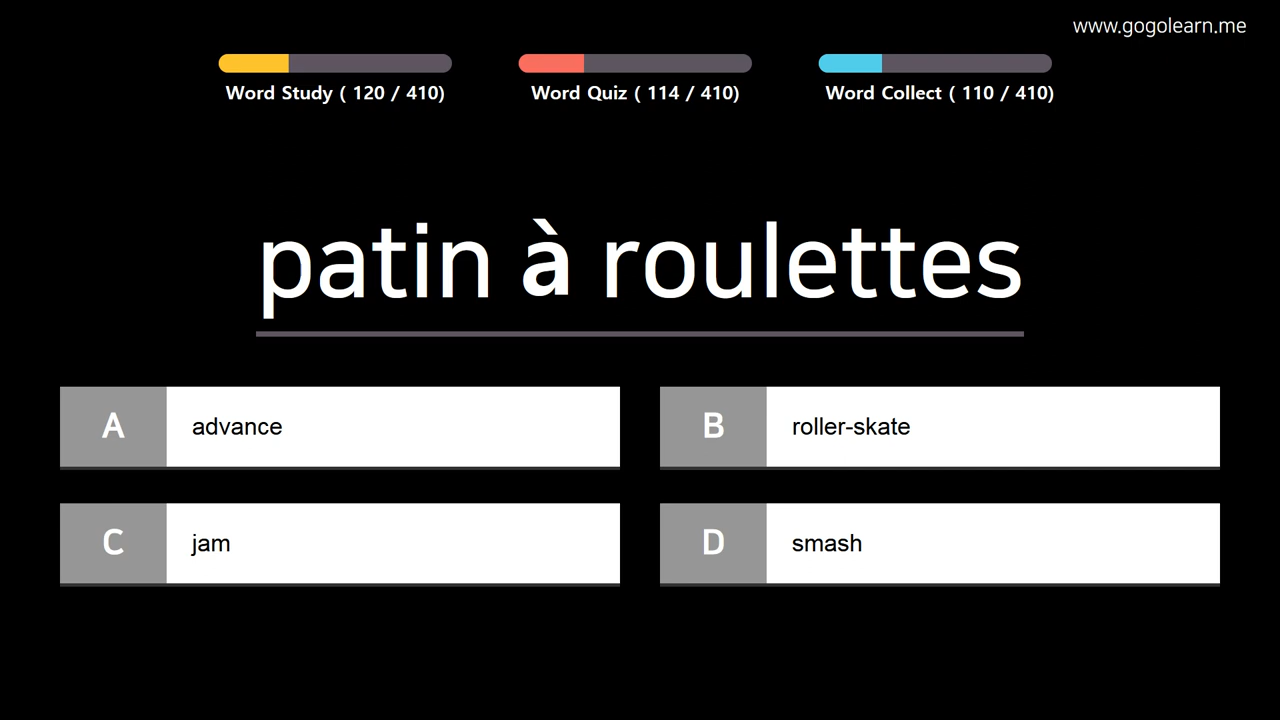 www.gogolearn.me
Word Study ( 120 / 410)
Word Quiz ( 114 / 410)
Word Collect ( 110 / 410)
patin à roulettes
A advance
B roller-skate
C jam
D smash